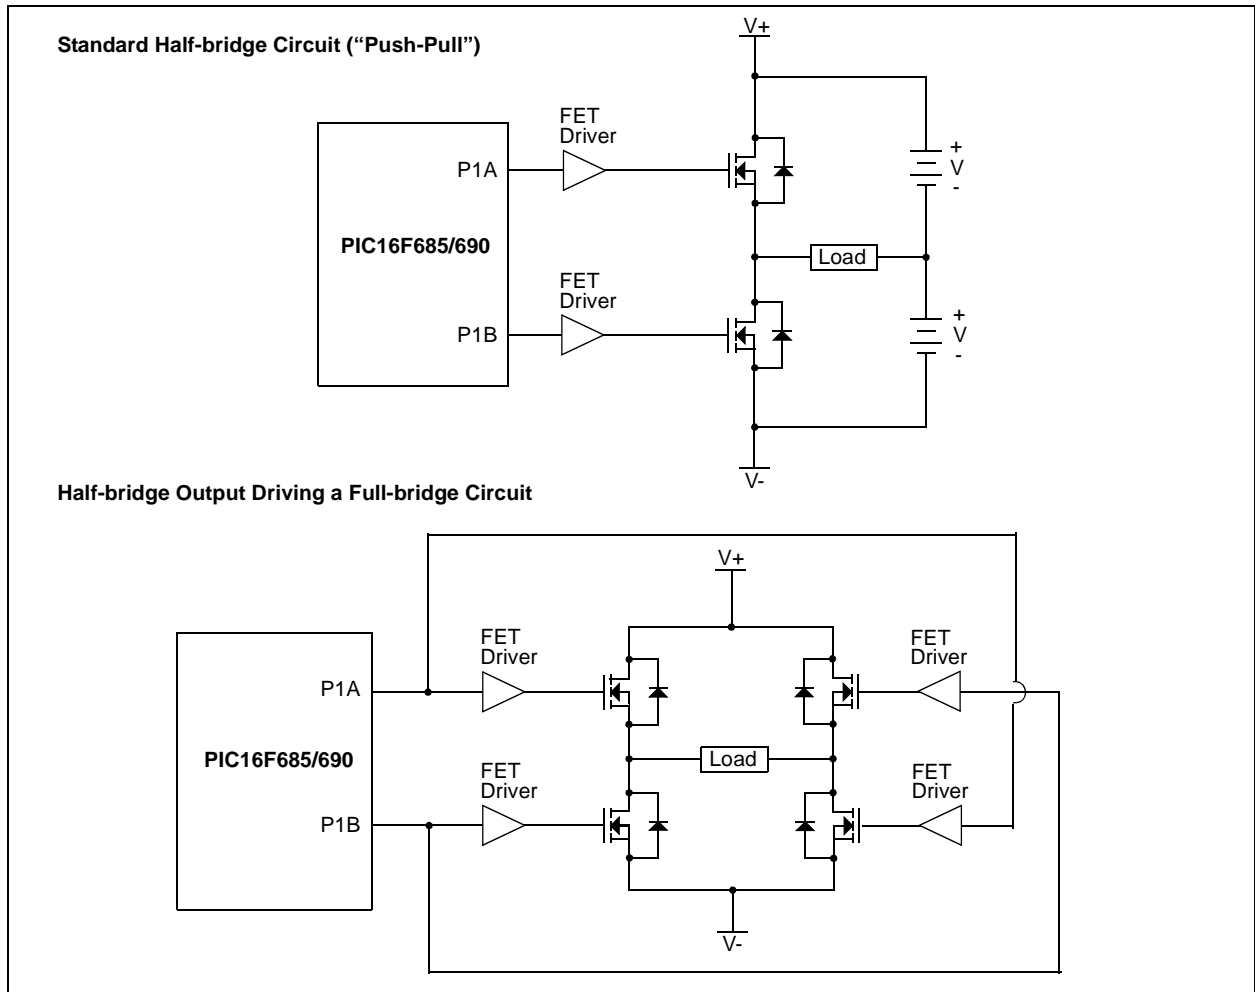 Standard Half-bridge Circuit (“Push-Pull”)
V+
FET
Driver
P1A
+
V
-
PIC16F685/690
Load
FET
Driver
P1B
+
V
-
V-
Half-bridge Output Driving a Full-bridge Circuit
V+
FET
Driver
FET
Driver
P1A
PIC16F685/690
Load
FET
Driver
FET
Driver
P1B
V-